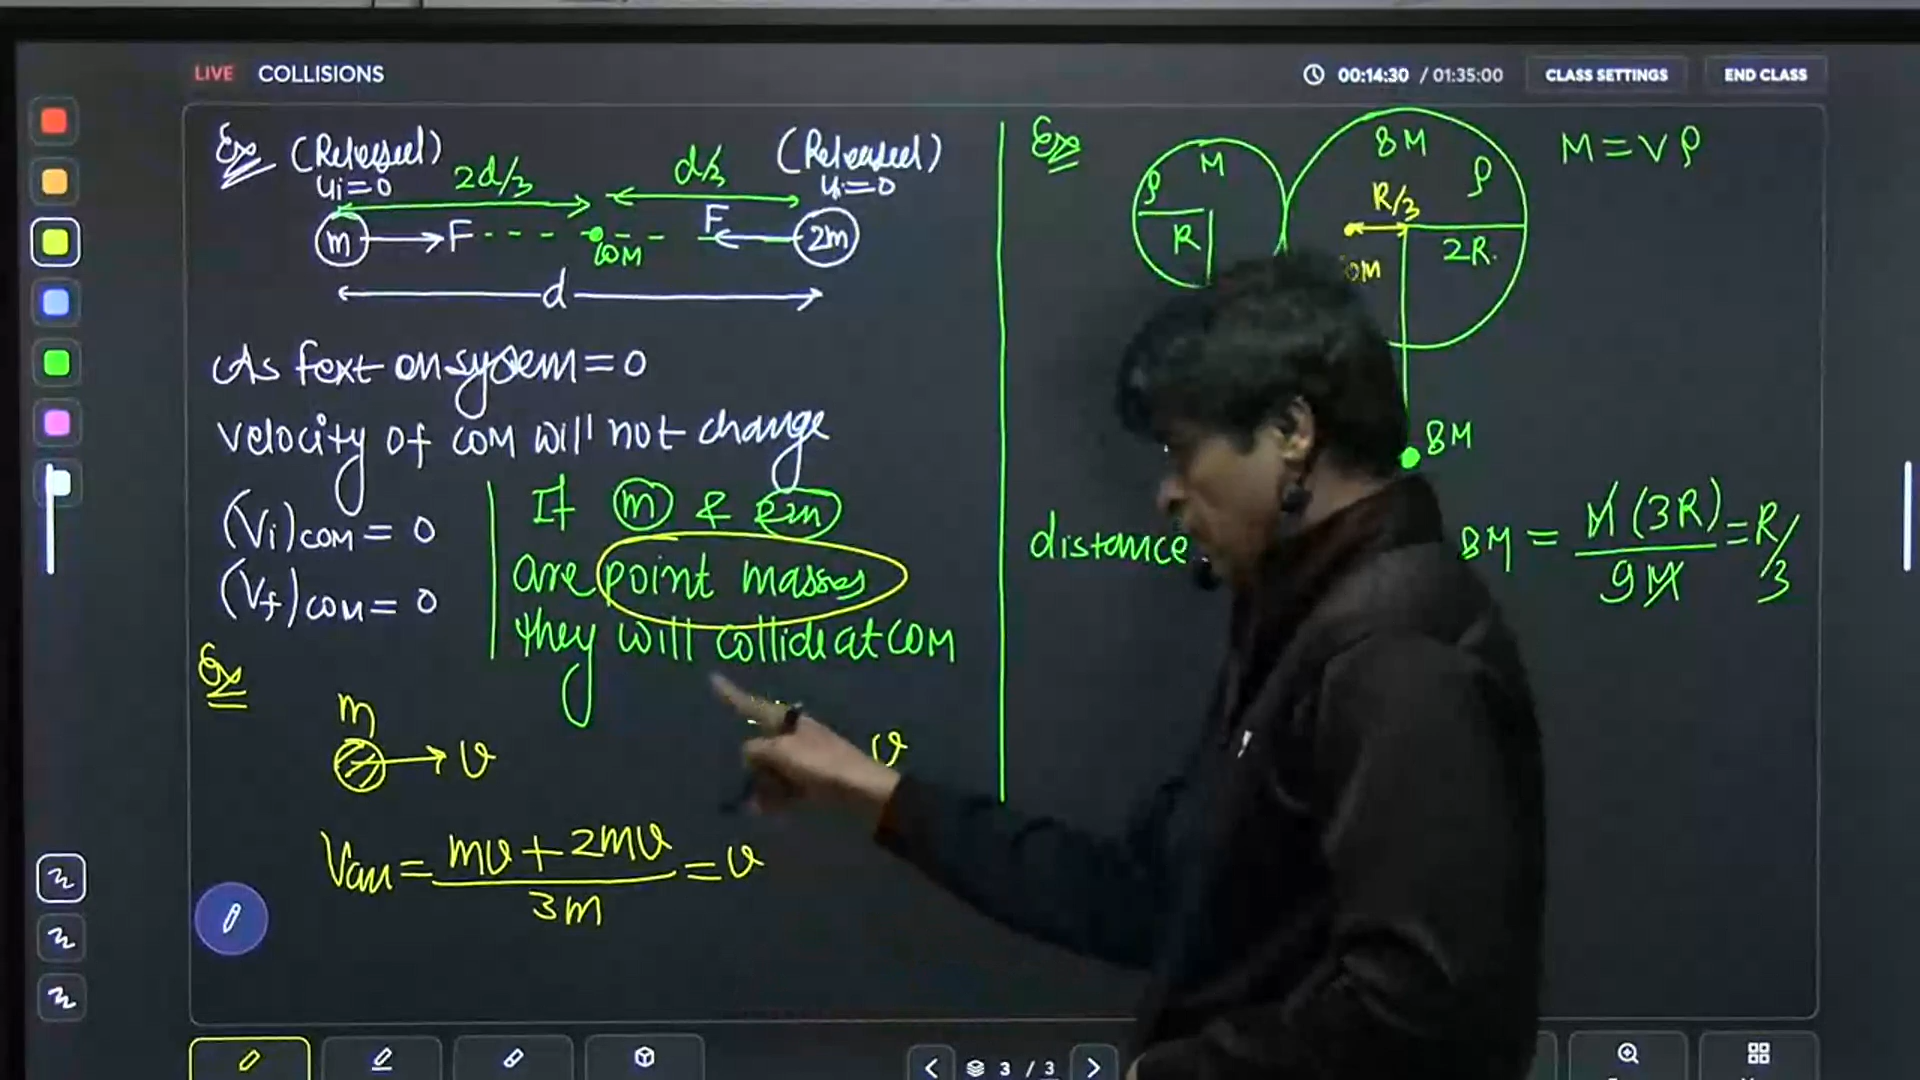 LIVE COLLISIONS
00:14:30 / 01:35:00 CLASS SETTINGS END CLASS
Ex (Released) (Released)
ui=0 2d/3 d/3 ui=0
m F COM F 2m
d
As fext on system = 0
velocity of COM will not change
(Vi)COM = 0
(Vf)COM = 0
If m & 2m
are point masses
they will collide at COM
Ex
m
v v
= mv + 2mv / 3m = v
Ex
M 8M M = Vρ
ρ R/3 ρ
R 2R
8M
distance 8M = M(3R) / 9M = R/3
3 / 3